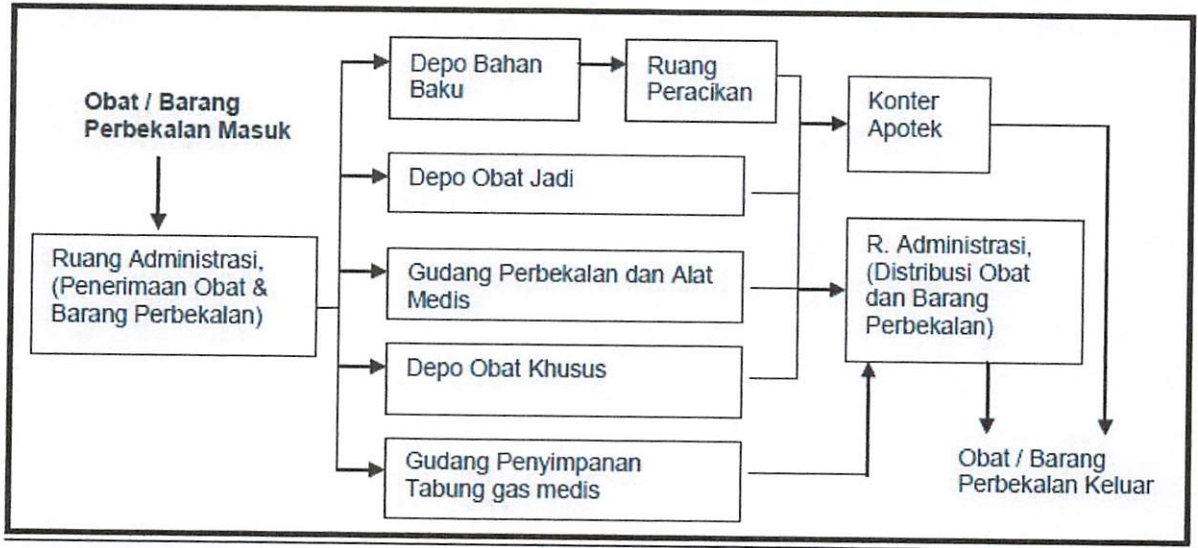 Obat / Barang
Perbekalan Masuk
Ruang Administrasi,
(Penerimaan Obat &
Barang Perbekalan)
Depo Bahan
Baku
Ruang
Peracikan
Depo Obat Jadi
Gudang Perbekalan dan Alat
Medis
Depo Obat Khusus
Gudang Penyimpanan
Tabung gas medis
Konter
Apotek
R. Administrasi,
(Distribusi Obat
dan Barang
Perbekalan)
Obat / Barang
Perbekalan Keluar